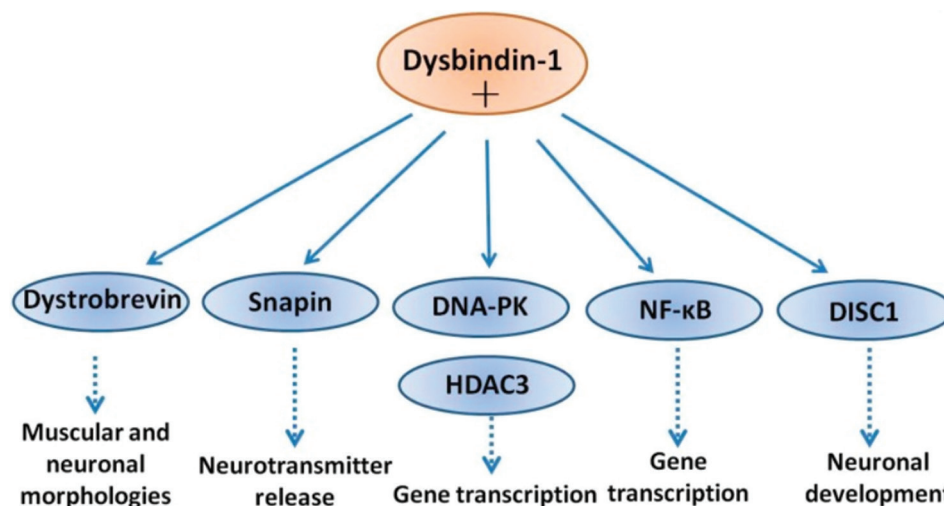 Dysbindin-1
+
Dystrobrevin
Snapin
DNA-PK
NF-κB
DISC1
HDAC3
Muscular and
neuronal
morphologies
Neurotransmitter
release
Gene transcription
Gene
transcription
Neuronal
development